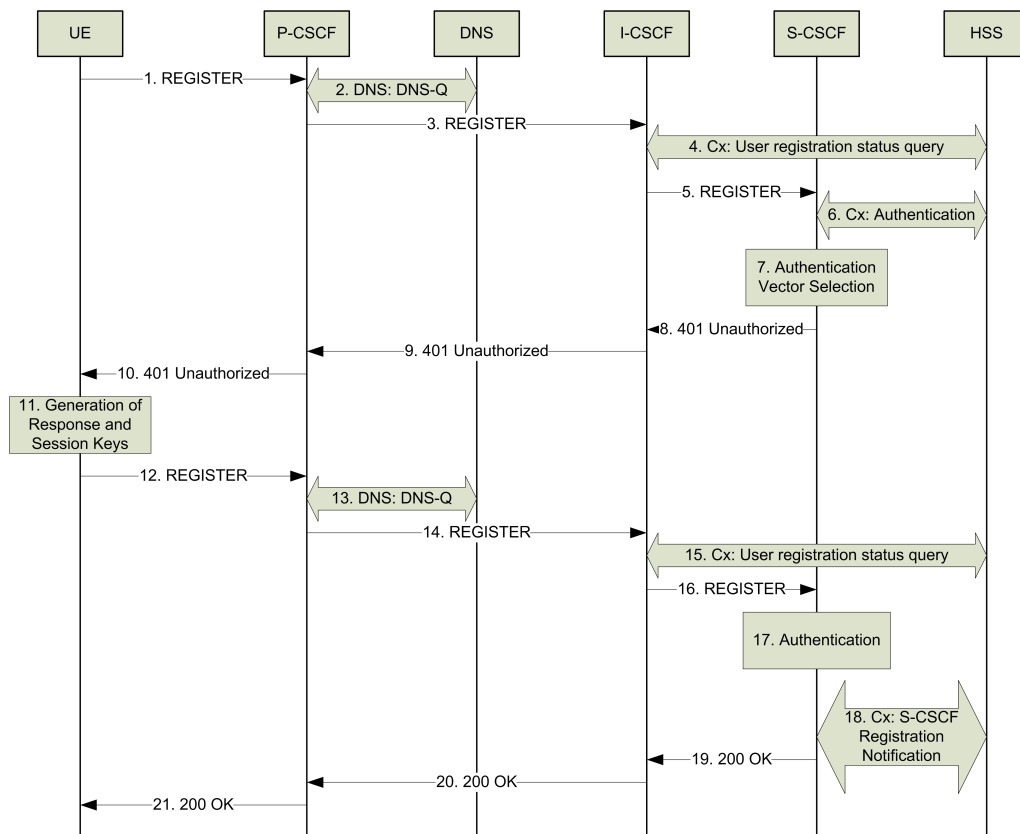 UE
P-CSCF
DNS
I-CSCF
S-CSCF
HSS
1. REGISTER
2. DNS: DNS-Q
3. REGISTER
4. Cx: User registration status query
5. REGISTER
6. Cx: Authentication
7. Authentication
Vector Selection
8. 401 Unauthorized
9. 401 Unauthorized
10. 401 Unauthorized
11. Generation of
Response and
Session Keys
12. REGISTER
13. DNS: DNS-Q
14. REGISTER
15. Cx: User registration status query
16. REGISTER
17. Authentication
18. Cx: S-CSCF
Registration
Notification
19. 200 OK
20. 200 OK
21. 200 OK